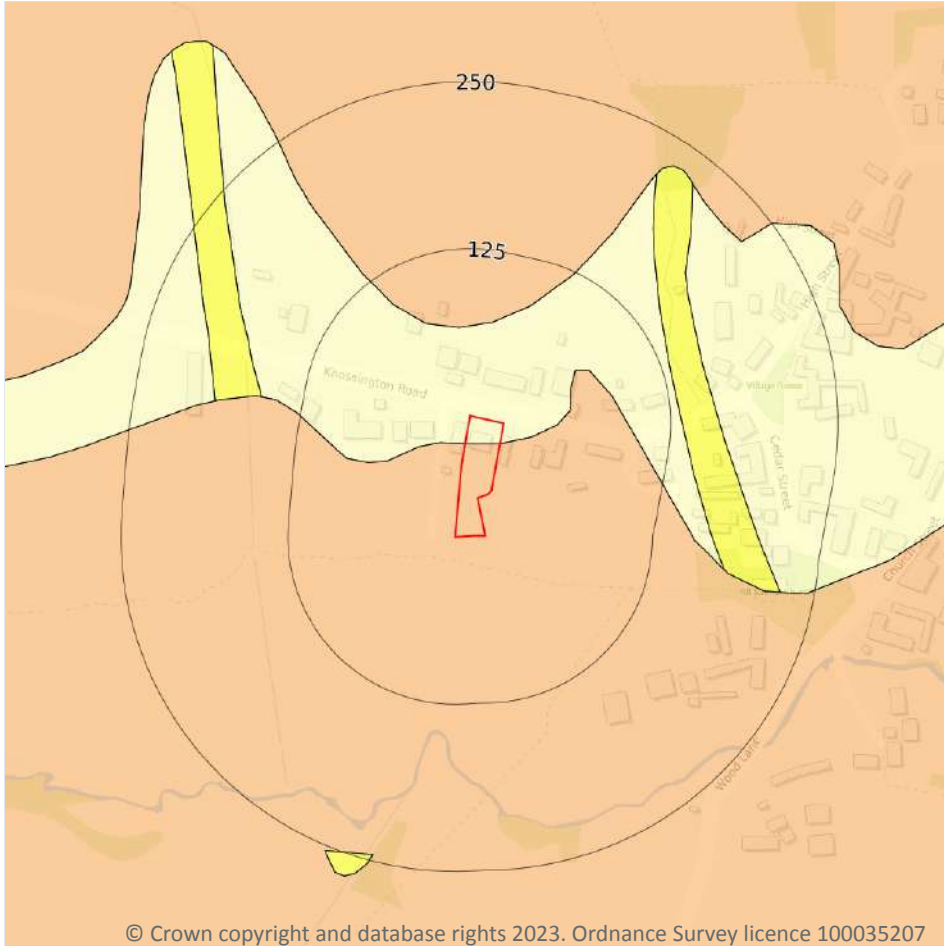 250
125
Knossington Road
High Street
Village Green
Cedar Street
Wood Lane
© Crown copyright and database rights 2023. Ordnance Survey licence 100035207